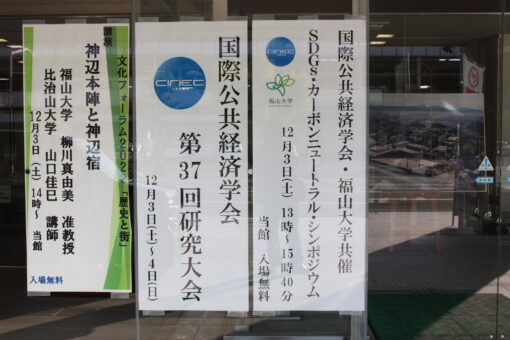 国際公共経済学会・福山大学共催
SDGs・カーボンニュートラル・シンポジウム
12月3日(土) 13時～15時40分
当館 入場無料
CIRIEC
福山大学
国際公共経済学会
第37回研究大会
12月3日(土)～4日(日)
CIRIEC
JAPAN
文化フォーラム2022「歴史と街」
講演
神辺本陣と神辺宿
福山大学 柳川真由美 准教授
比治山大学 山口佳巳 講師
12月3日(土)14時～ 当館
入場無料